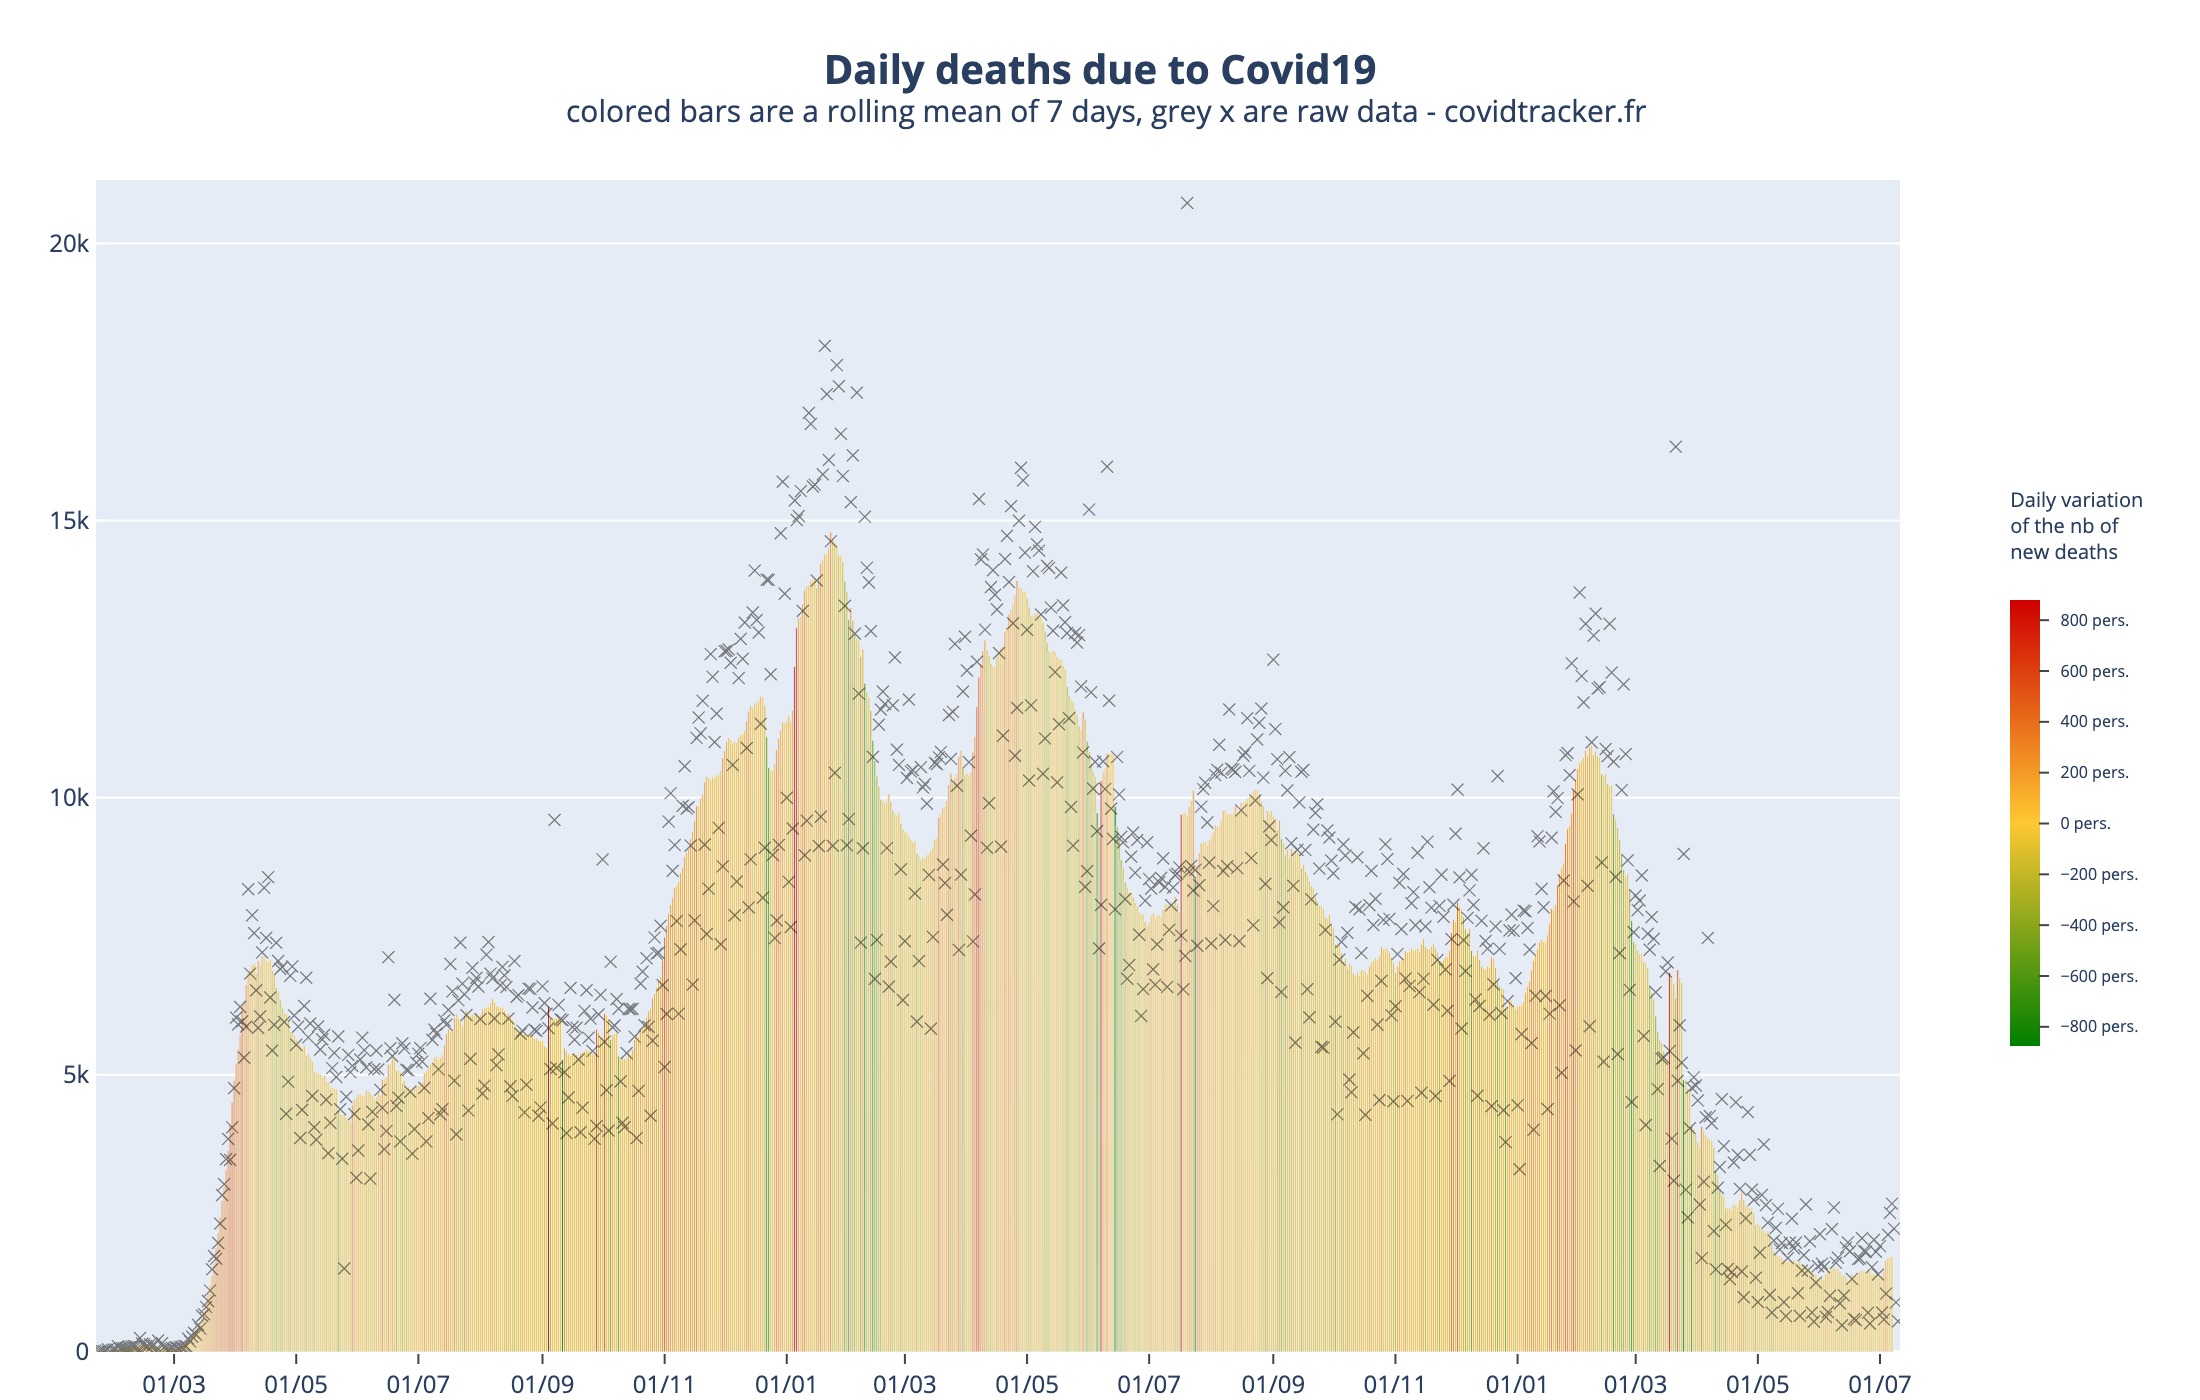 Daily deaths due to Covid19
colored bars are a rolling mean of 7 days, grey x are raw data - covidtracker.fr
20k
15k
10k
5k
0
01/03 01/05 01/07 01/09 01/11 01/01 01/03 01/05 01/07 01/09 01/11 01/01 01/03 01/05 01/07
Daily variation
of the nb of
new deaths
800 pers.
600 pers.
400 pers.
200 pers.
0 pers.
−200 pers.
−400 pers.
−600 pers.
−800 pers.